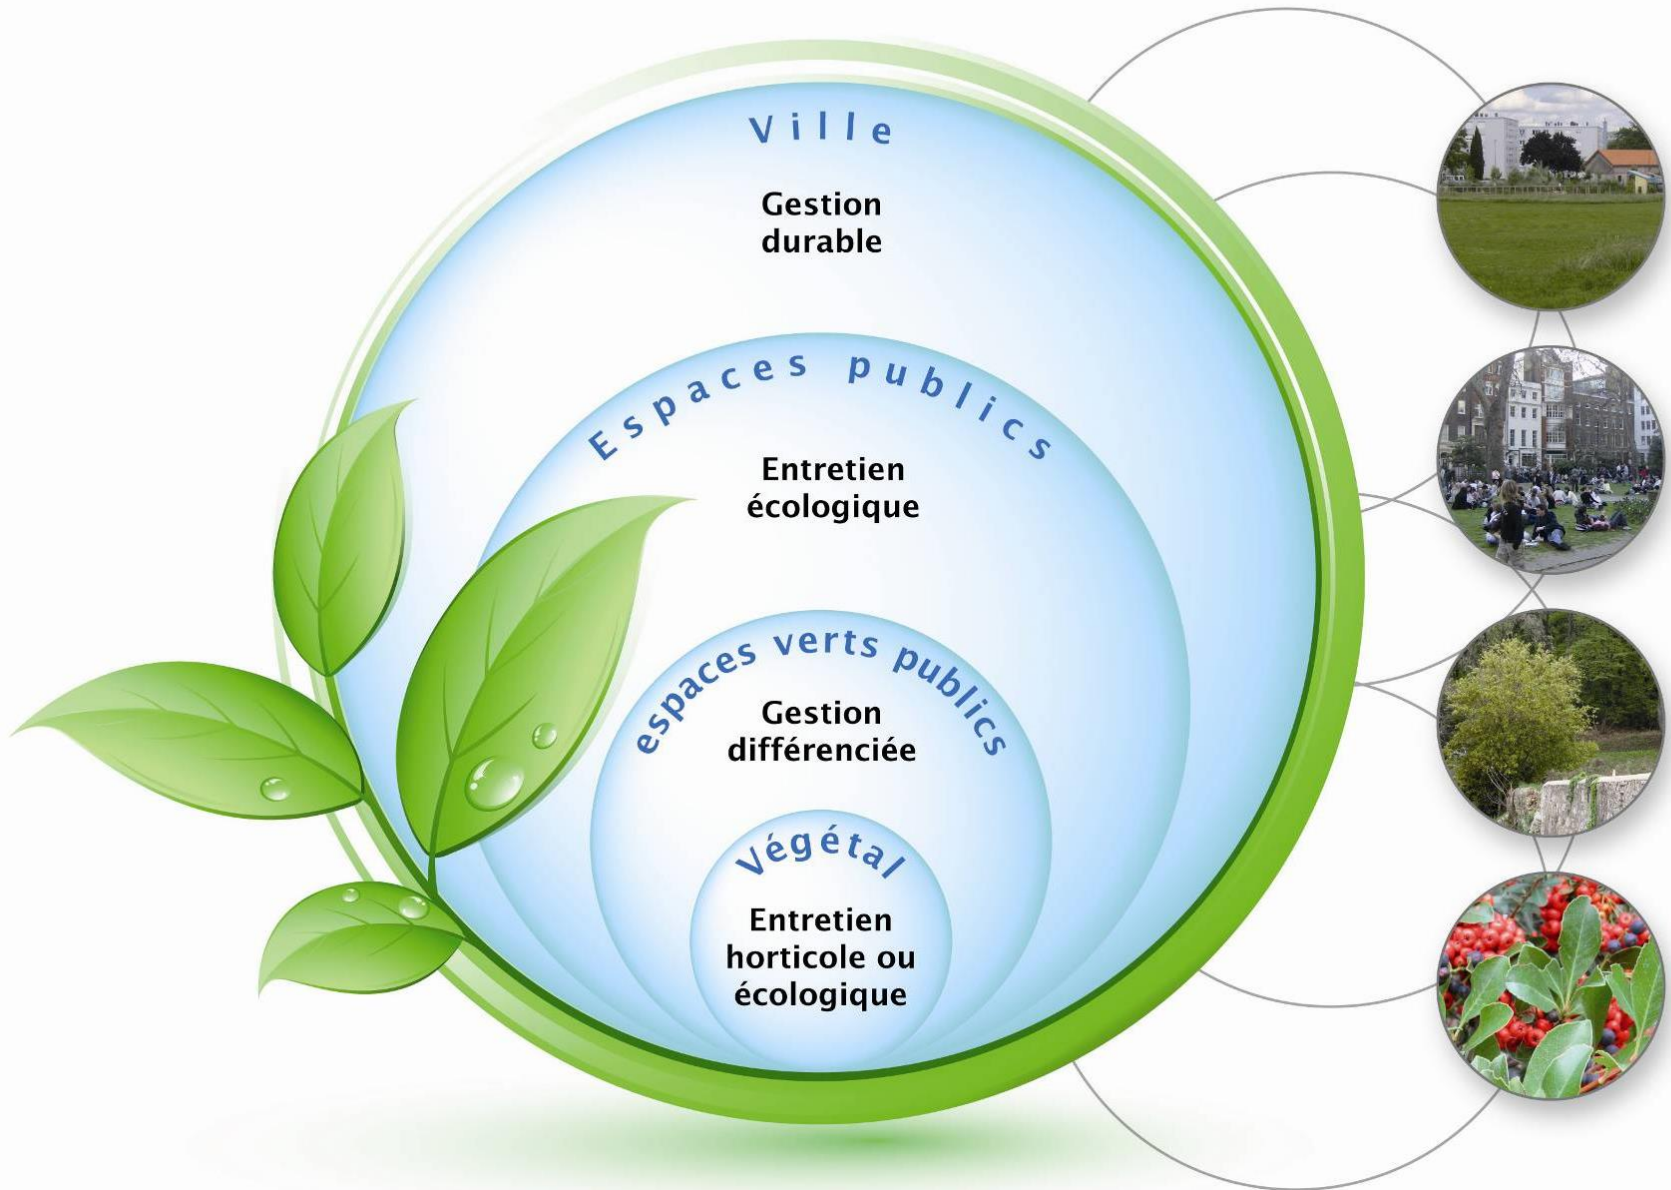 Ville
Gestion
durable
Espaces publics
Entretien
écologique
espaces verts publics
Gestion
différenciée
Végétal
Entretien
horticole ou
écologique